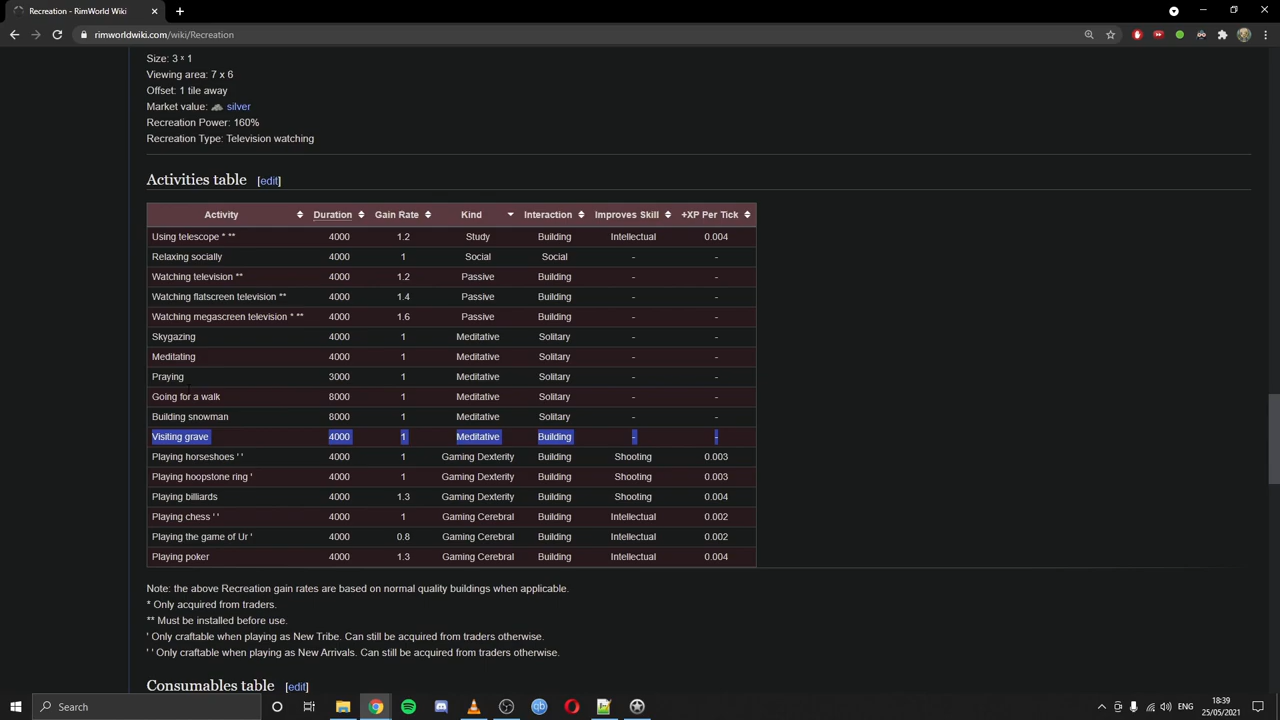 Recreation - RimWorld Wiki
rimworldwiki.com/wiki/Recreation
Size: 3 × 1
Viewing area: 7 x 6
Offset: 1 tile away
Market value: silver
Recreation Power: 160%
Recreation Type: Television watching
Activities table [edit]
Activity Duration Gain Rate Kind Interaction Improves Skill +XP Per Tick
Using telescope * ** 4000 1.2 Study Building Intellectual 0.004
Relaxing socially 4000 1 Social Social - -
Watching television ** 4000 1.2 Passive Building - -
Watching flatscreen television ** 4000 1.4 Passive Building - -
Watching megascreen television * ** 4000 1.6 Passive Building - -
Skygazing 4000 1 Meditative Solitary - -
Meditating 4000 1 Meditative Solitary - -
Praying 3000 1 Meditative Solitary - -
Going for a walk 8000 1 Meditative Solitary - -
Building snowman 8000 1 Meditative Solitary - -
Visiting grave 4000 1 Meditative Building - -
Playing horseshoes ' ' 4000 1 Gaming Dexterity Building Shooting 0.003
Playing hoopstone ring ' 4000 1 Gaming Dexterity Building Shooting 0.003
Playing billiards 4000 1.3 Gaming Dexterity Building Shooting 0.004
Playing chess ' ' 4000 1 Gaming Cerebral Building Intellectual 0.002
Playing the game of Ur ' 4000 0.8 Gaming Cerebral Building Intellectual 0.002
Playing poker 4000 1.3 Gaming Cerebral Building Intellectual 0.004
Note: the above Recreation gain rates are based on normal quality buildings when applicable.
* Only acquired from traders.
** Must be installed before use.
' Only craftable when playing as New Tribe. Can still be acquired from traders otherwise.
' ' Only craftable when playing as New Arrivals. Can still be acquired from traders otherwise.
Consumables table [edit]
Search
ENG
18:39
25/05/2021